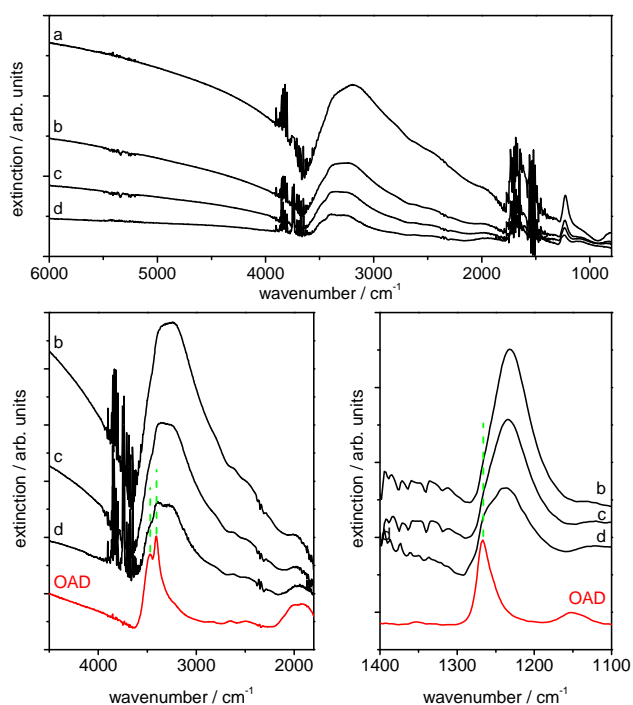 a
b
c
d
extinction / arb. units
6000 5000 4000 3000 2000 1000
wavenumber / cm⁻¹
b
c
d
OAD
extinction / arb. units
4000 3000 2000
wavenumber / cm⁻¹
b
c
d
OAD
extinction / arb. units
1400 1300 1200 1100
wavenumber / cm⁻¹